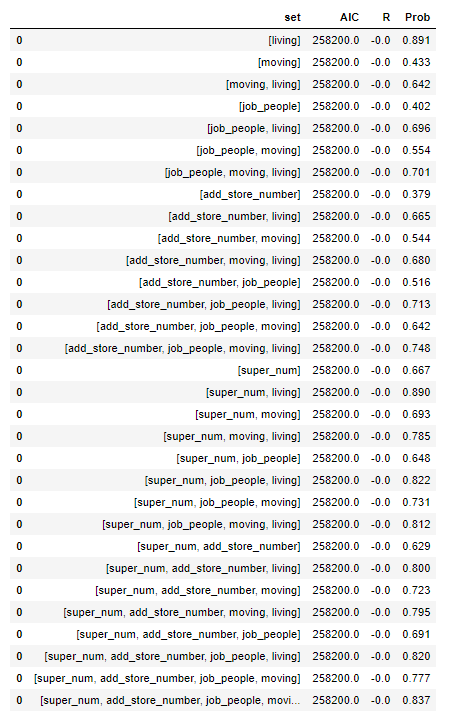 set AIC R Prob
0 [living] 258200.0 -0.0 0.891
0 [moving] 258200.0 -0.0 0.433
0 [moving, living] 258200.0 -0.0 0.642
0 [job_people] 258200.0 -0.0 0.402
0 [job_people, living] 258200.0 -0.0 0.696
0 [job_people, moving] 258200.0 -0.0 0.554
0 [job_people, moving, living] 258200.0 -0.0 0.701
0 [add_store_number] 258200.0 -0.0 0.379
0 [add_store_number, living] 258200.0 -0.0 0.665
0 [add_store_number, moving] 258200.0 -0.0 0.544
0 [add_store_number, moving, living] 258200.0 -0.0 0.680
0 [add_store_number, job_people] 258200.0 -0.0 0.516
0 [add_store_number, job_people, living] 258200.0 -0.0 0.713
0 [add_store_number, job_people, moving] 258200.0 -0.0 0.642
0 [add_store_number, job_people, moving, living] 258200.0 -0.0 0.748
0 [super_num] 258200.0 -0.0 0.667
0 [super_num, living] 258200.0 -0.0 0.890
0 [super_num, moving] 258200.0 -0.0 0.693
0 [super_num, moving, living] 258200.0 -0.0 0.785
0 [super_num, job_people] 258200.0 -0.0 0.648
0 [super_num, job_people, living] 258200.0 -0.0 0.822
0 [super_num, job_people, moving] 258200.0 -0.0 0.731
0 [super_num, job_people, moving, living] 258200.0 -0.0 0.812
0 [super_num, add_store_number] 258200.0 -0.0 0.629
0 [super_num, add_store_number, living] 258200.0 -0.0 0.800
0 [super_num, add_store_number, moving] 258200.0 -0.0 0.723
0 [super_num, add_store_number, moving, living] 258200.0 -0.0 0.795
0 [super_num, add_store_number, job_people] 258200.0 -0.0 0.691
0 [super_num, add_store_number, job_people, living] 258200.0 -0.0 0.820
0 [super_num, add_store_number, job_people, moving] 258200.0 -0.0 0.777
0 [super_num, add_store_number, job_people, movi... 258200.0 -0.0 0.837